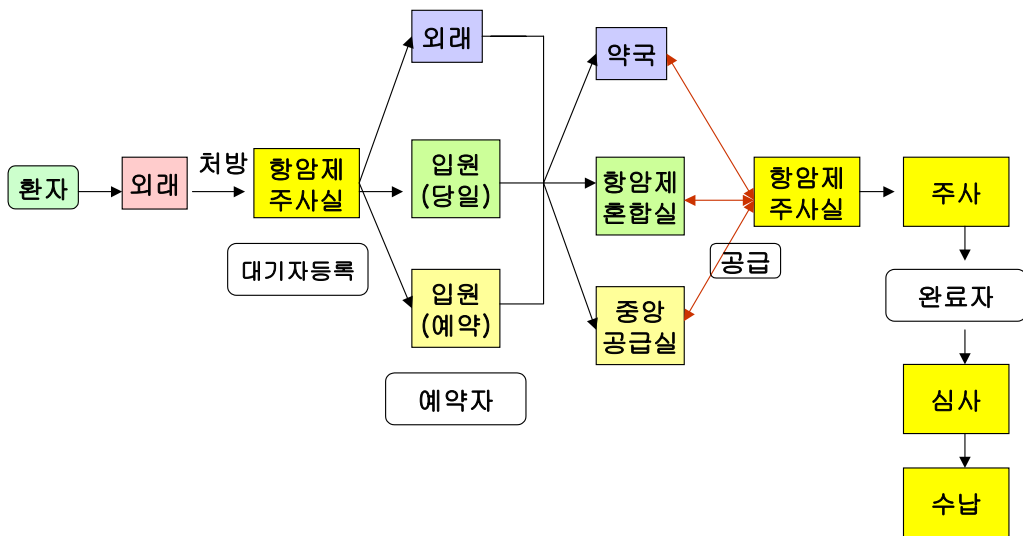 환자
외래
처방
항암제
주사실
대기자등록
외래
입원
(당일)
입원
(예약)
예약자
약국
항암제
혼합실
중앙
공급실
공급
항암제
주사실
주사
완료자
심사
수납